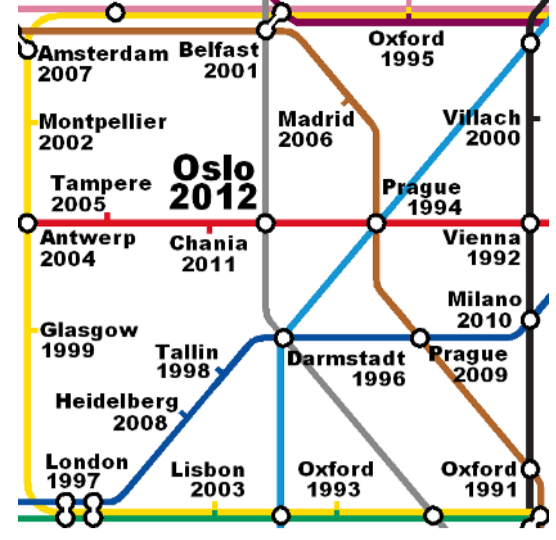 Oxford
1995
Amsterdam
2007
Belfast
2001
Montpellier
2002
Madrid
2006
Villach
2000
Oslo
2012
Tampere
2005
Prague
1994
Antwerp
2004
Chania
2011
Vienna
1992
Milano
2010
Glasgow
1999
Tallin
1998
Darmstadt
1996
Prague
2009
Heidelberg
2008
London
1997
Lisbon
2003
Oxford
1993
Oxford
1991